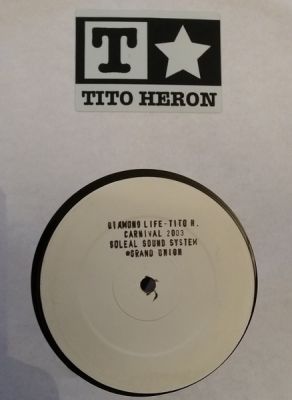 T
TITO HERON
DIAMOND LIFE-TITO H.
CARNIVAL 2003
SOLEAL SOUND SYSTEM
@GRAND UNION